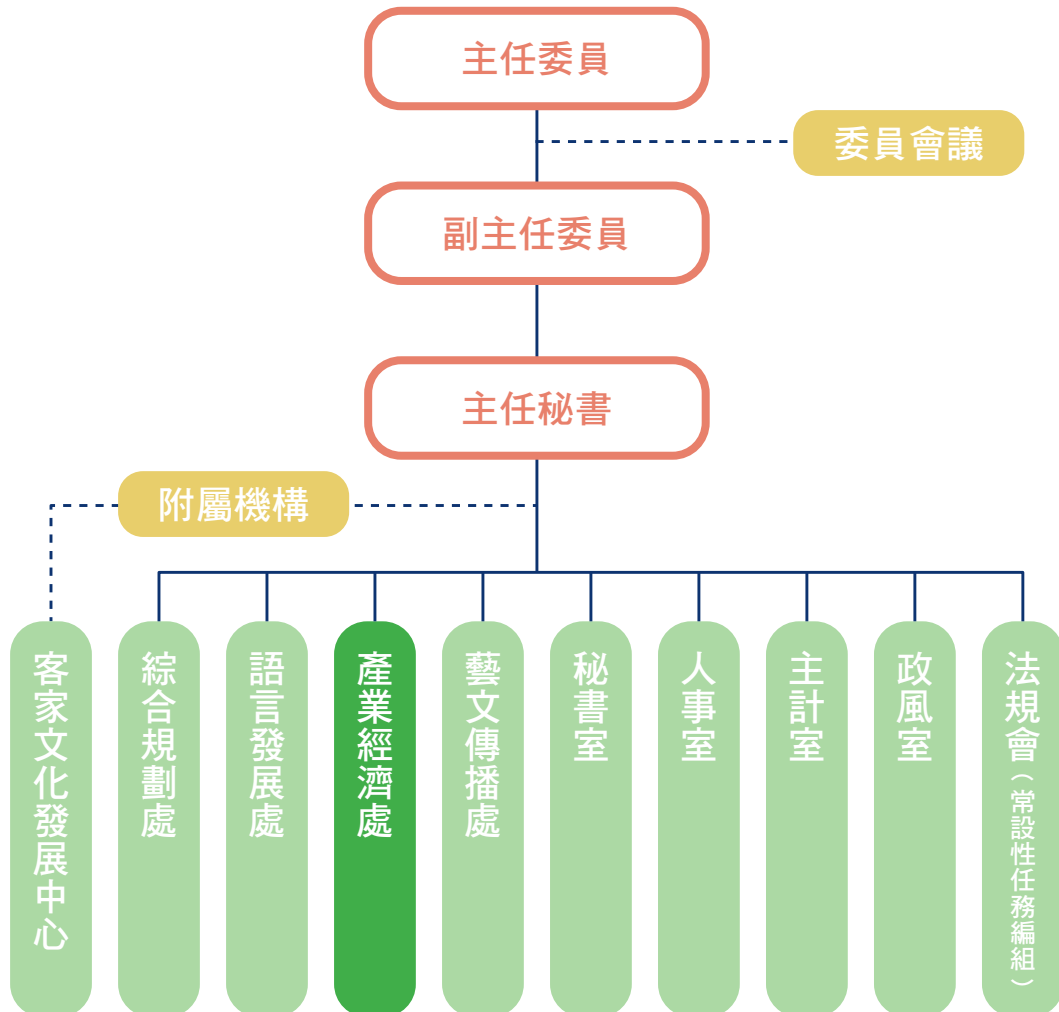 主任委員
委員會議
副主任委員
主任秘書
附屬機構
客家文化發展中心
綜合規劃處
語言發展處
產業經濟處
藝文傳播處
秘書室
人事室
主計室
政風室
法規會（常設性任務編組）